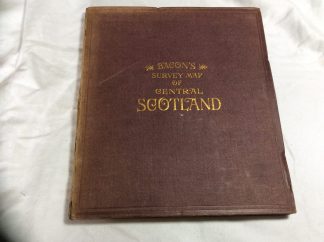 BACON'S
SURVEY MAP
OF
CENTRAL
SCOTLAND